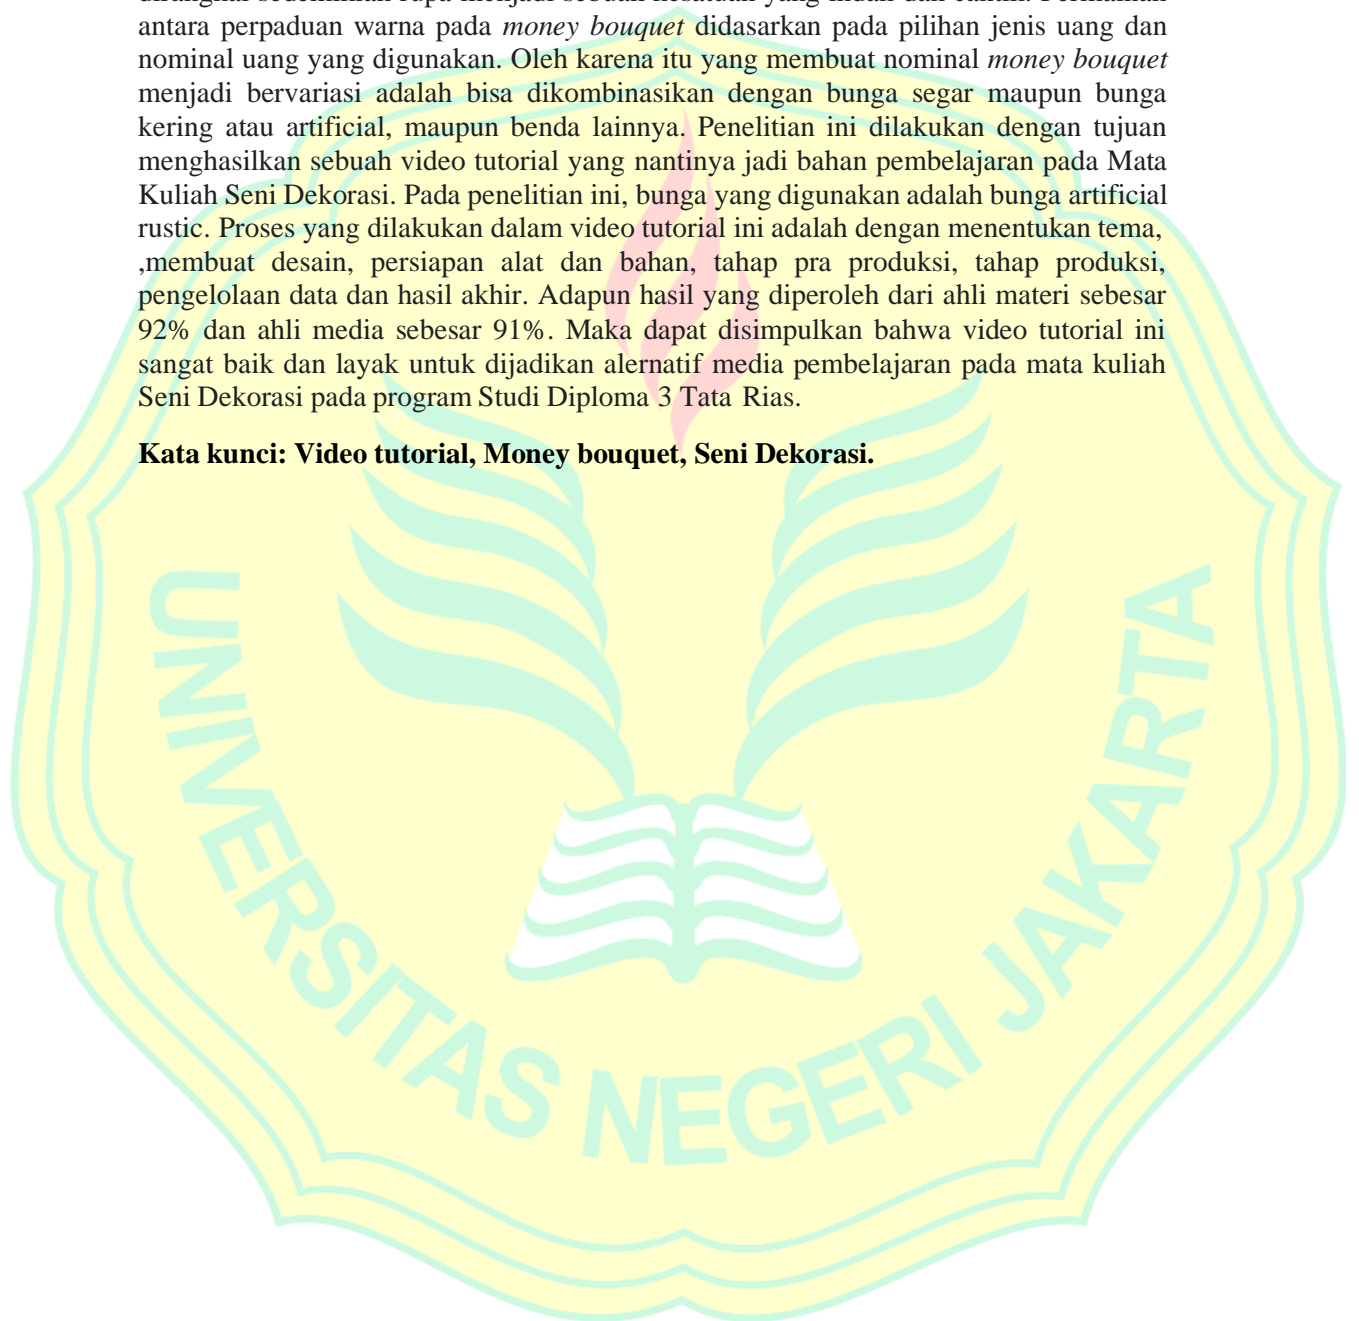 antara perpaduan warna pada money bouquet didasarkan pada pilihan jenis uang dan
nominal uang yang digunakan. Oleh karena itu yang membuat nominal money bouquet
menjadi bervariasi adalah bisa dikombinasikan dengan bunga segar maupun bunga
kering atau artificial, maupun benda lainnya. Penelitian ini dilakukan dengan tujuan
menghasilkan sebuah video tutorial yang nantinya jadi bahan pembelajaran pada Mata
Kuliah Seni Dekorasi. Pada penelitian ini, bunga yang digunakan adalah bunga artificial
rustic. Proses yang dilakukan dalam video tutorial ini adalah dengan menentukan tema,
,membuat desain, persiapan alat dan bahan, tahap pra produksi, tahap produksi,
pengelolaan data dan hasil akhir. Adapun hasil yang diperoleh dari ahli materi sebesar
92% dan ahli media sebesar 91%. Maka dapat disimpulkan bahwa video tutorial ini
sangat baik dan layak untuk dijadikan alernatif media pembelajaran pada mata kuliah
Seni Dekorasi pada program Studi Diploma 3 Tata Rias.
Kata kunci: Video tutorial, Money bouquet, Seni Dekorasi.
UNIVERSITAS NEGERI JAKARTA